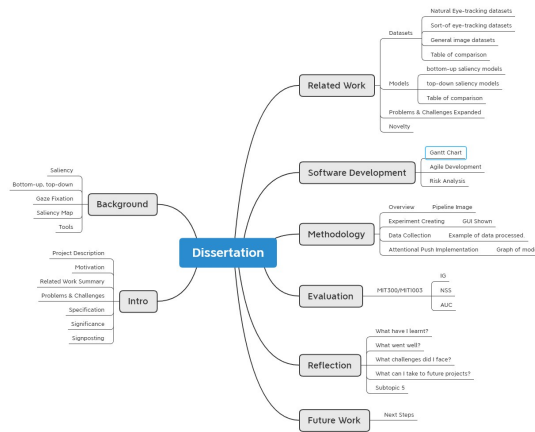 Dissertation
Background
Saliency
Bottom-up, top-down
Gaze Fixation
Saliency Map
Tools
Intro
Project Description
Motivation
Related Work Summary
Problems & Challenges
Specification
Significance
Signposting
Related Work
Datasets
Natural Eye-tracking datasets
Sort-of eye-tracking datasets
General image datasets
Table of comparison
Models
bottom-up saliency models
top-down saliency models
Table of comparison
Problems & Challenges Expanded
Novelty
Software Development
Gantt Chart
Agile Development
Risk Analysis
Methodology
Overview
Pipeline Image
Experiment Creating
GUI Shown
Data Collection
Example of data processed.
Attentional Push Implementation
Graph of mod
Evaluation
MIT300/MIT1003
IG
NSS
AUC
Reflection
What have I learnt?
What went well?
What challenges did I face?
What can I take to future projects?
Subtopic 5
Future Work
Next Steps